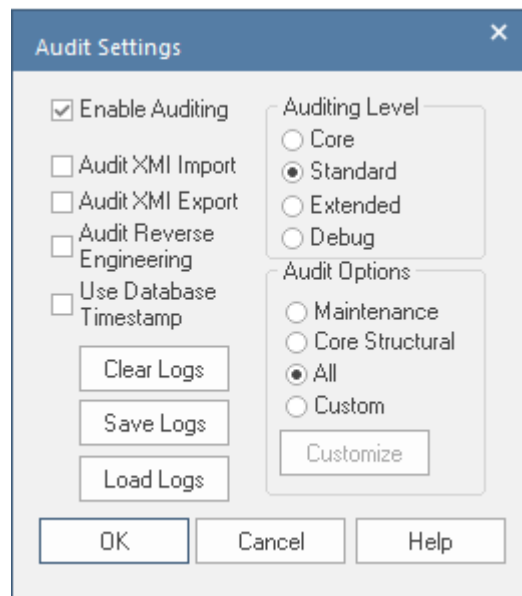 Audit Settings
Enable Auditing
Audit XMI Import
Audit XMI Export
Audit Reverse
Engineering
Use Database
Timestamp
Clear Logs
Save Logs
Load Logs
Auditing Level
Core
Standard
Extended
Debug
Audit Options
Maintenance
Core Structural
All
Custom
Customize
OK
Cancel
Help